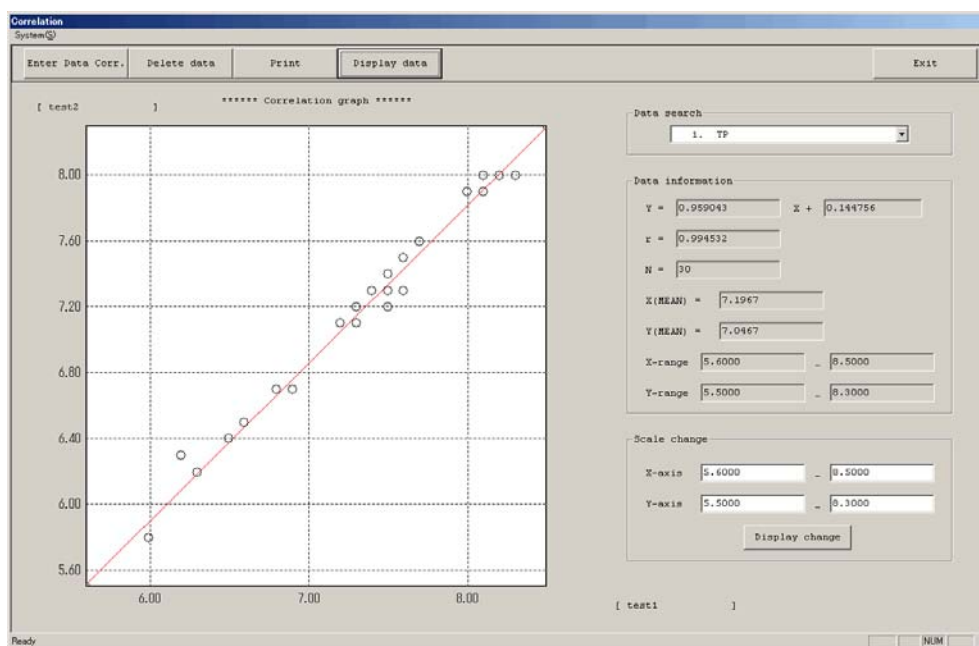 Correlation
System(S)
Enter Data Corr. Delete data Print Display data Exit
[ test2 ] ****** Correlation graph ******
8.00
7.60
7.20
6.80
6.40
6.00
5.60
6.00 7.00 8.00
Data search
1. TP
Data information
Y = 0.959043 X + 0.144756
r = 0.994532
N = 30
X(MEAN) = 7.1967
Y(MEAN) = 7.0467
X-range 5.6000 _ 8.5000
Y-range 5.5000 _ 8.3000
Scale change
X-axis 5.6000 _ 8.5000
Y-axis 5.5000 _ 8.3000
Display change
[ test1 ]
Ready NUM